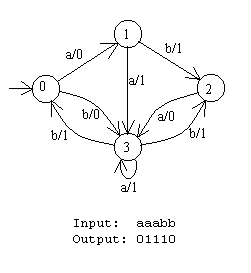 1
a/0
b/1
0
a/1
2
b/0
a/0
b/1
3
b/1
a/1
Input: aaabb
Output: 01110